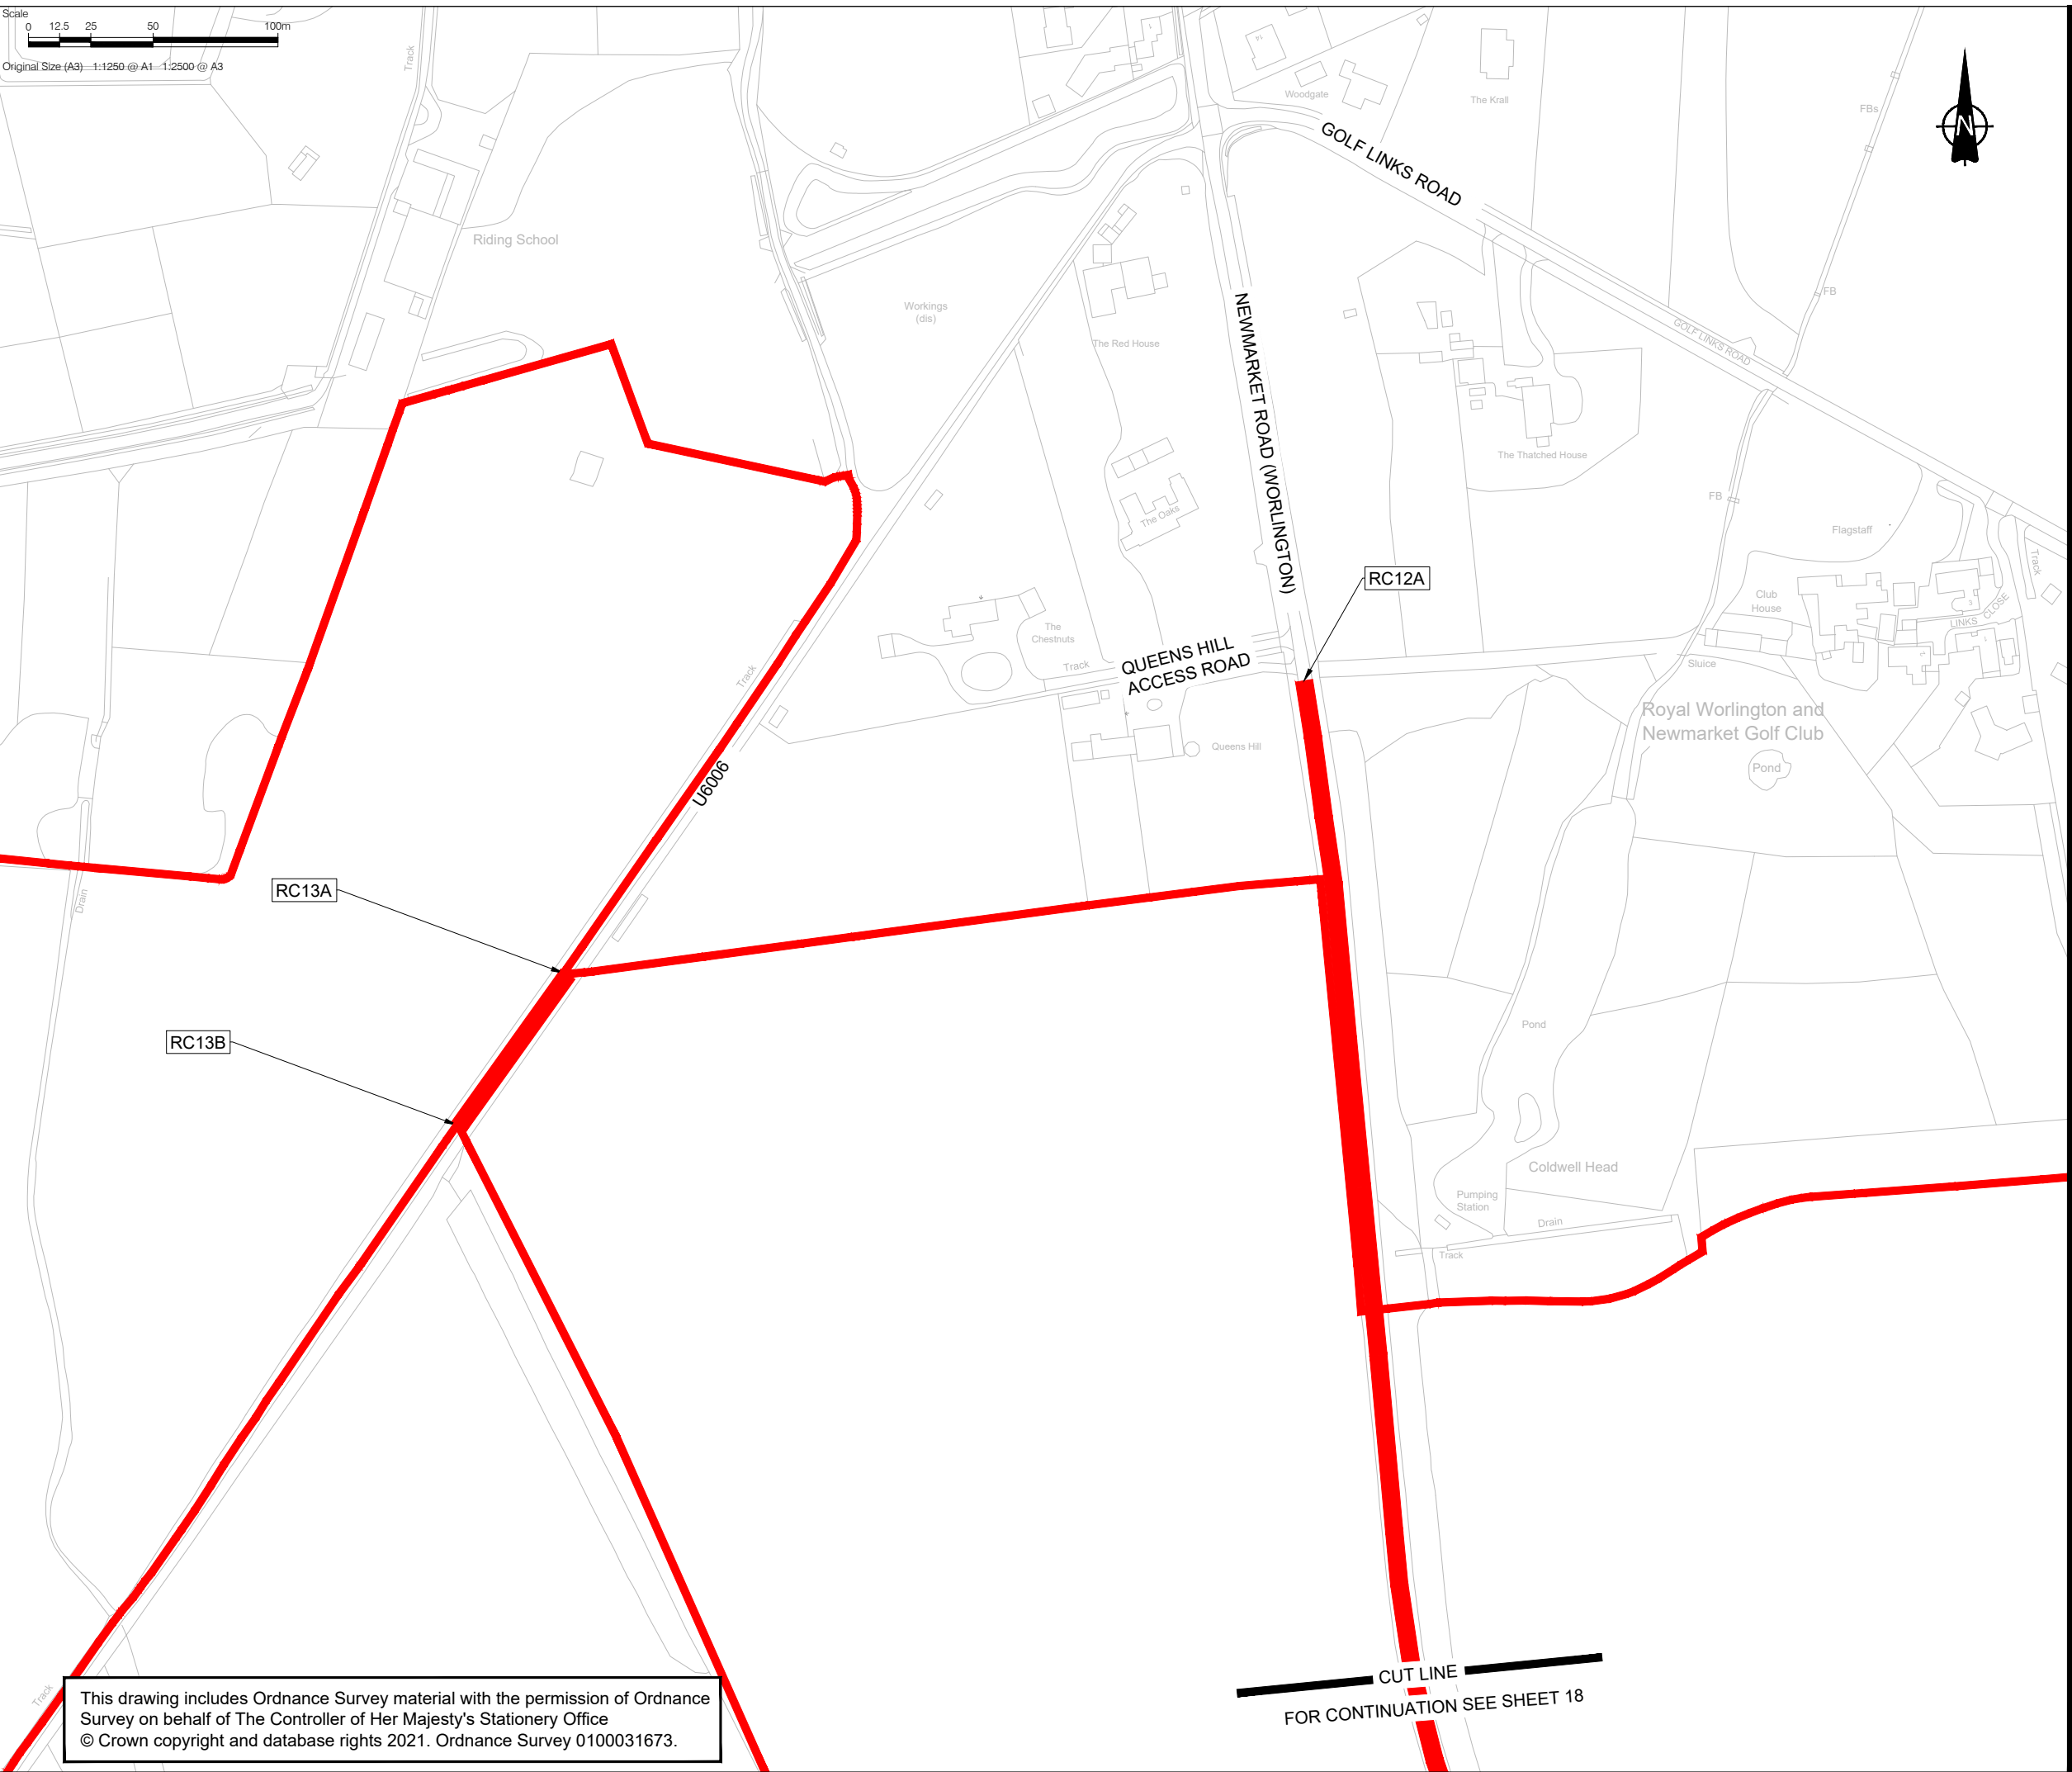 Scale
0 12.5 25 50 100m
Original Size (A3) 1:1250 @ A1 1:2500 @ A3
Track
Riding School
Workings
(dis)
Woodgate
The Krall
FBs
N
GOLF LINKS ROAD
FB
GOLF LINKS ROAD
The Red House
NEWMARKET ROAD (WORLINGTON)
The Thatched House
FB
Flagstaff
Track
The Oaks
RC12A
Club
House
LINKS
CLOSE
The
Chestnuts
Track
QUEENS HILL
ACCESS ROAD
Sluice
Track
Royal Worlington and
Newmarket Golf Club
Queens Hill
Pond
U6006
RC13A
Drain
RC13B
Pond
Coldwell Head
Pumping
Station
Drain
Track
Track
CUT LINE
FOR CONTINUATION SEE SHEET 18
This drawing includes Ordnance Survey material with the permission of Ordnance
Survey on behalf of The Controller of Her Majesty's Stationery Office
© Crown copyright and database rights 2021. Ordnance Survey 0100031673.